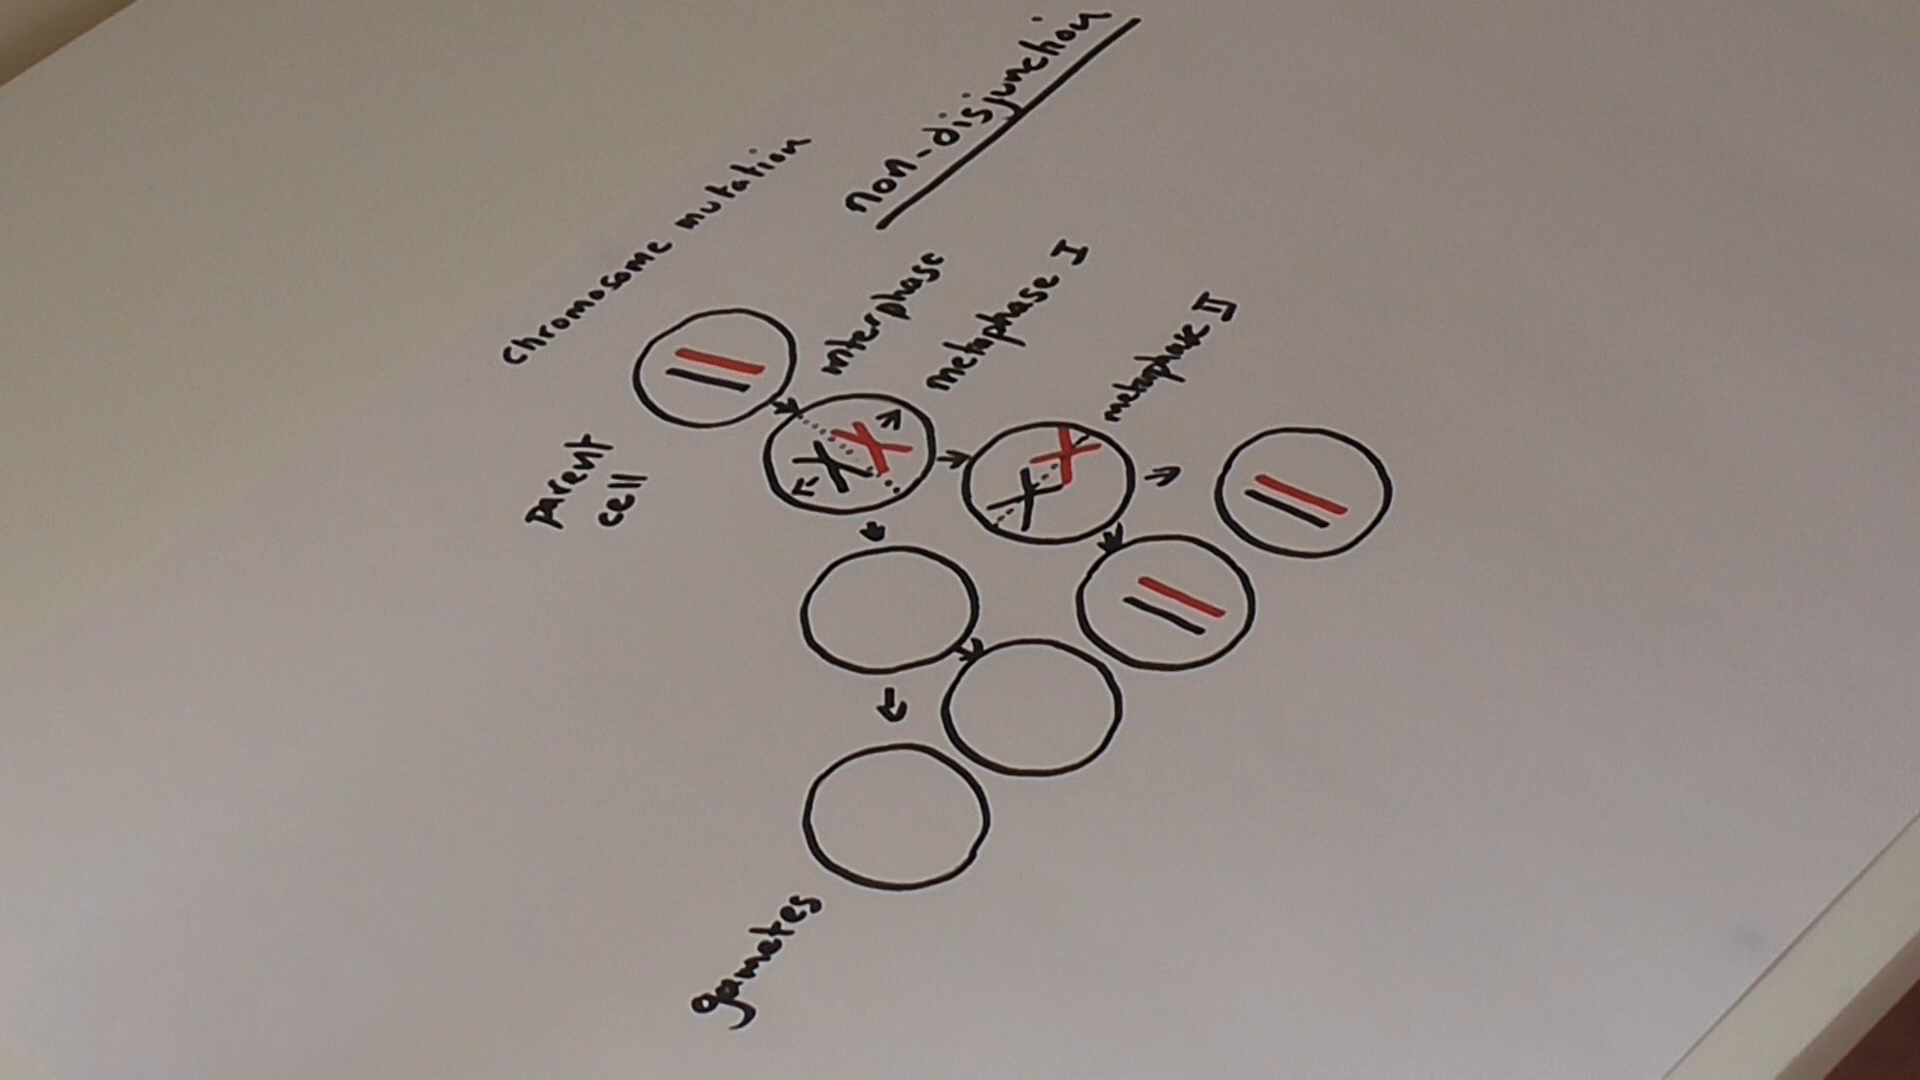 chromosome mutation
non-disjunction
parent
cell
interphase
metaphase I
metaphase II
gametes